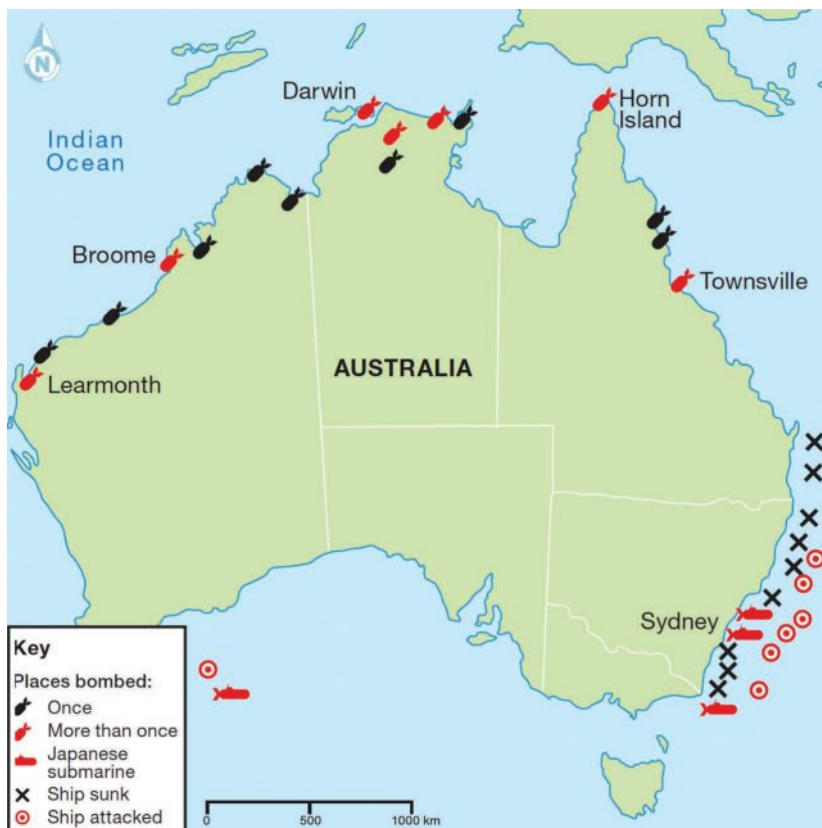 N
Darwin
Horn
Island
Indian
Ocean
Broome
Townsville
AUSTRALIA
Learmonth
Sydney
Key
Places bombed:
Once
More than once
Japanese
submarine
Ship sunk
Ship attacked
0 500 1000 km